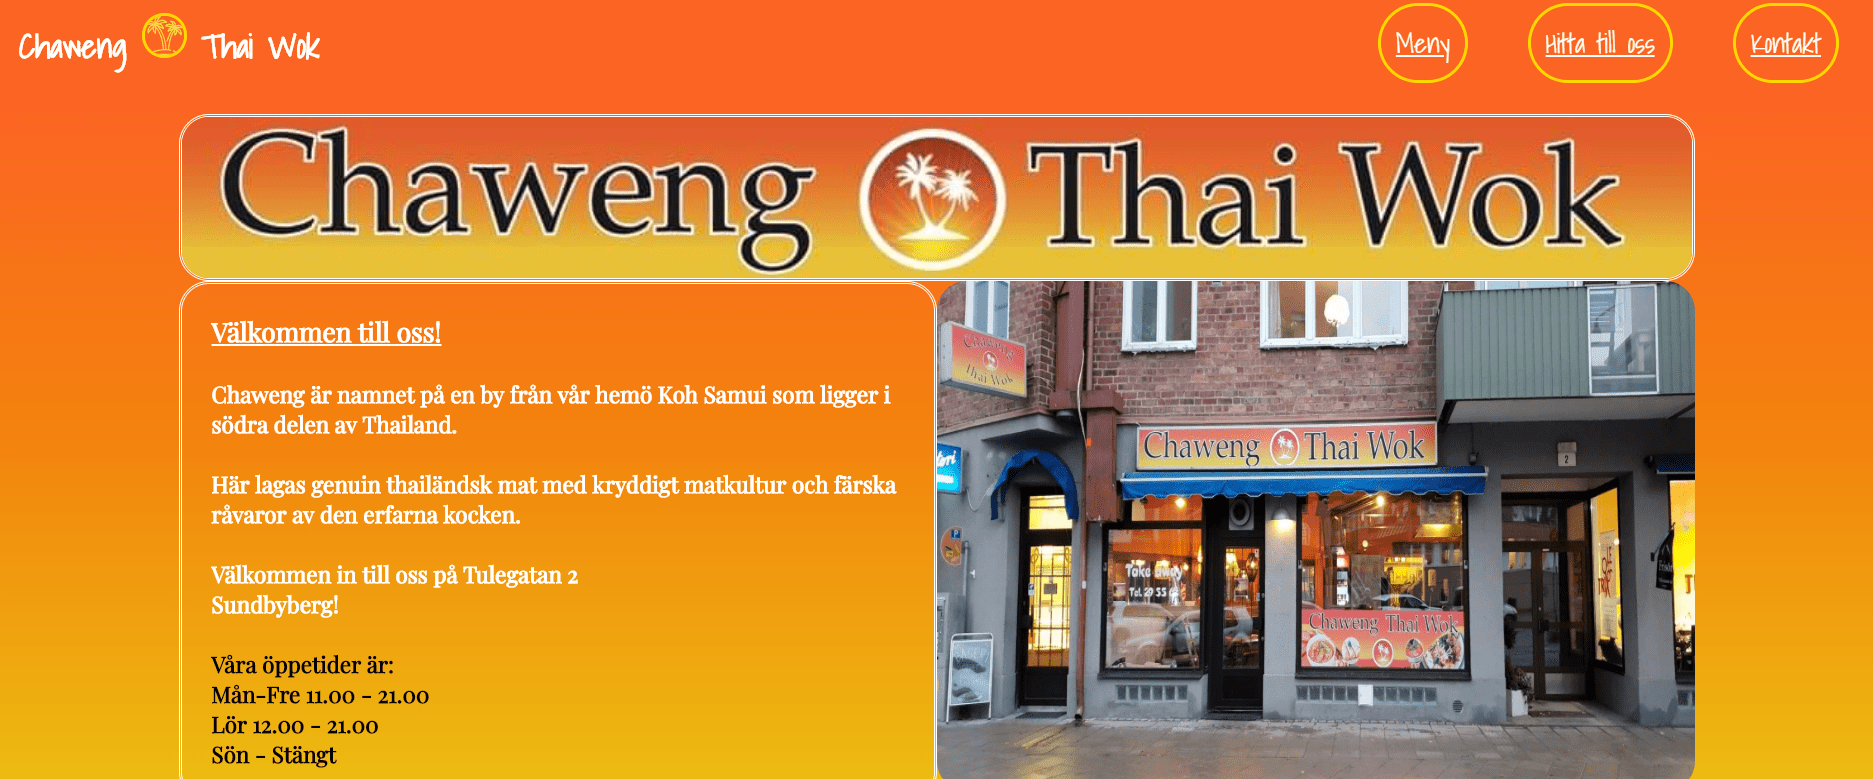 Chaweng Thai Wok
Meny
Hitta till oss
Kontakt
Chaweng Thai Wok
Välkommen till oss!
Chaweng är namnet på en by från vår hemö Koh Samui som ligger i
södra delen av Thailand.
Här lagas genuin thailändsk mat med kryddigt matkultur och färska
råvaror av den erfarna kocken.
Välkommen in till oss på Tulegatan 2
Sundbyberg!
Våra öppetider är:
Mån-Fre 11.00 - 21.00
Lör 12.00 - 21.00
Sön - Stängt
Chaweng
Thai Wok
Chaweng Thai Wok
2
Take away
Tel. 29 55
Chaweng Thai Wok